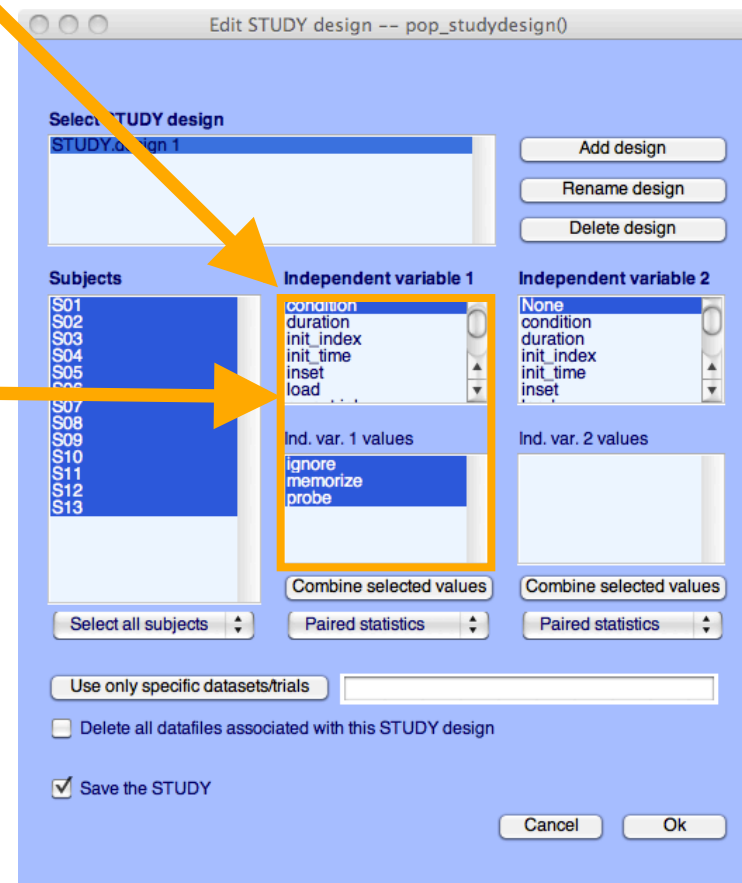 Edit STUDY design -- pop_studydesign()
Select STUDY design
STUDY.design 1
Add design
Rename design
Delete design
Subjects
Independent variable 1
Independent variable 2
S01
S02
S03
S04
S05
S06
S07
S08
S09
S10
S11
S12
S13
condition
duration
init_index
init_time
inset
load
None
condition
duration
init_index
init_time
inset
Ind. var. 1 values
Ind. var. 2 values
ignore
memorize
probe
Combine selected values
Combine selected values
Select all subjects
Paired statistics
Paired statistics
Use only specific datasets/trials
Delete all datafiles associated with this STUDY design
Save the STUDY
Cancel
Ok